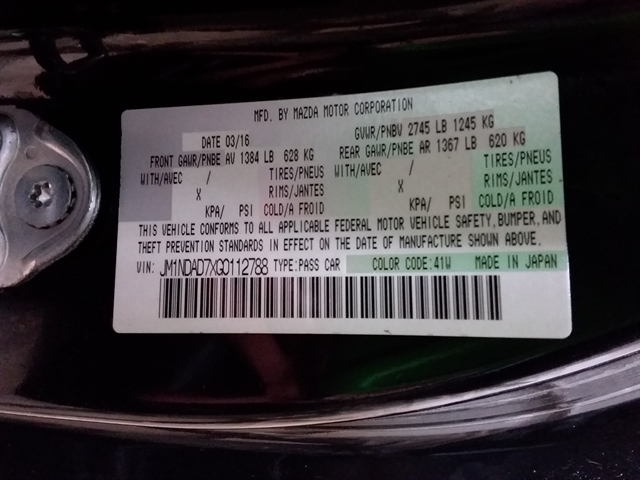 MFD. BY MAZDA MOTOR CORPORATION
DATE 03/16 GVWR/PNBV 2745 LB 1245 KG
FRONT GAWR/PNBE AV 1384 LB 628 KG REAR GAWR/PNBE AR 1367 LB 620 KG
WITH/AVEC / TIRES/PNEUS WITH/AVEC / TIRES/PNEUS
X RIMS/JANTES X RIMS/JANTES
KPA/ PSI COLD/A FROID KPA/ PSI COLD/A FROID
THIS VEHICLE CONFORMS TO ALL APPLICABLE FEDERAL MOTOR VEHICLE SAFETY, BUMPER, AND
THEFT PREVENTION STANDARDS IN EFFECT ON THE DATE OF MANUFACTURE SHOWN ABOVE.
VIN: JM1NDAD7XG0112788 TYPE: PASS CAR COLOR CODE: 41W MADE IN JAPAN